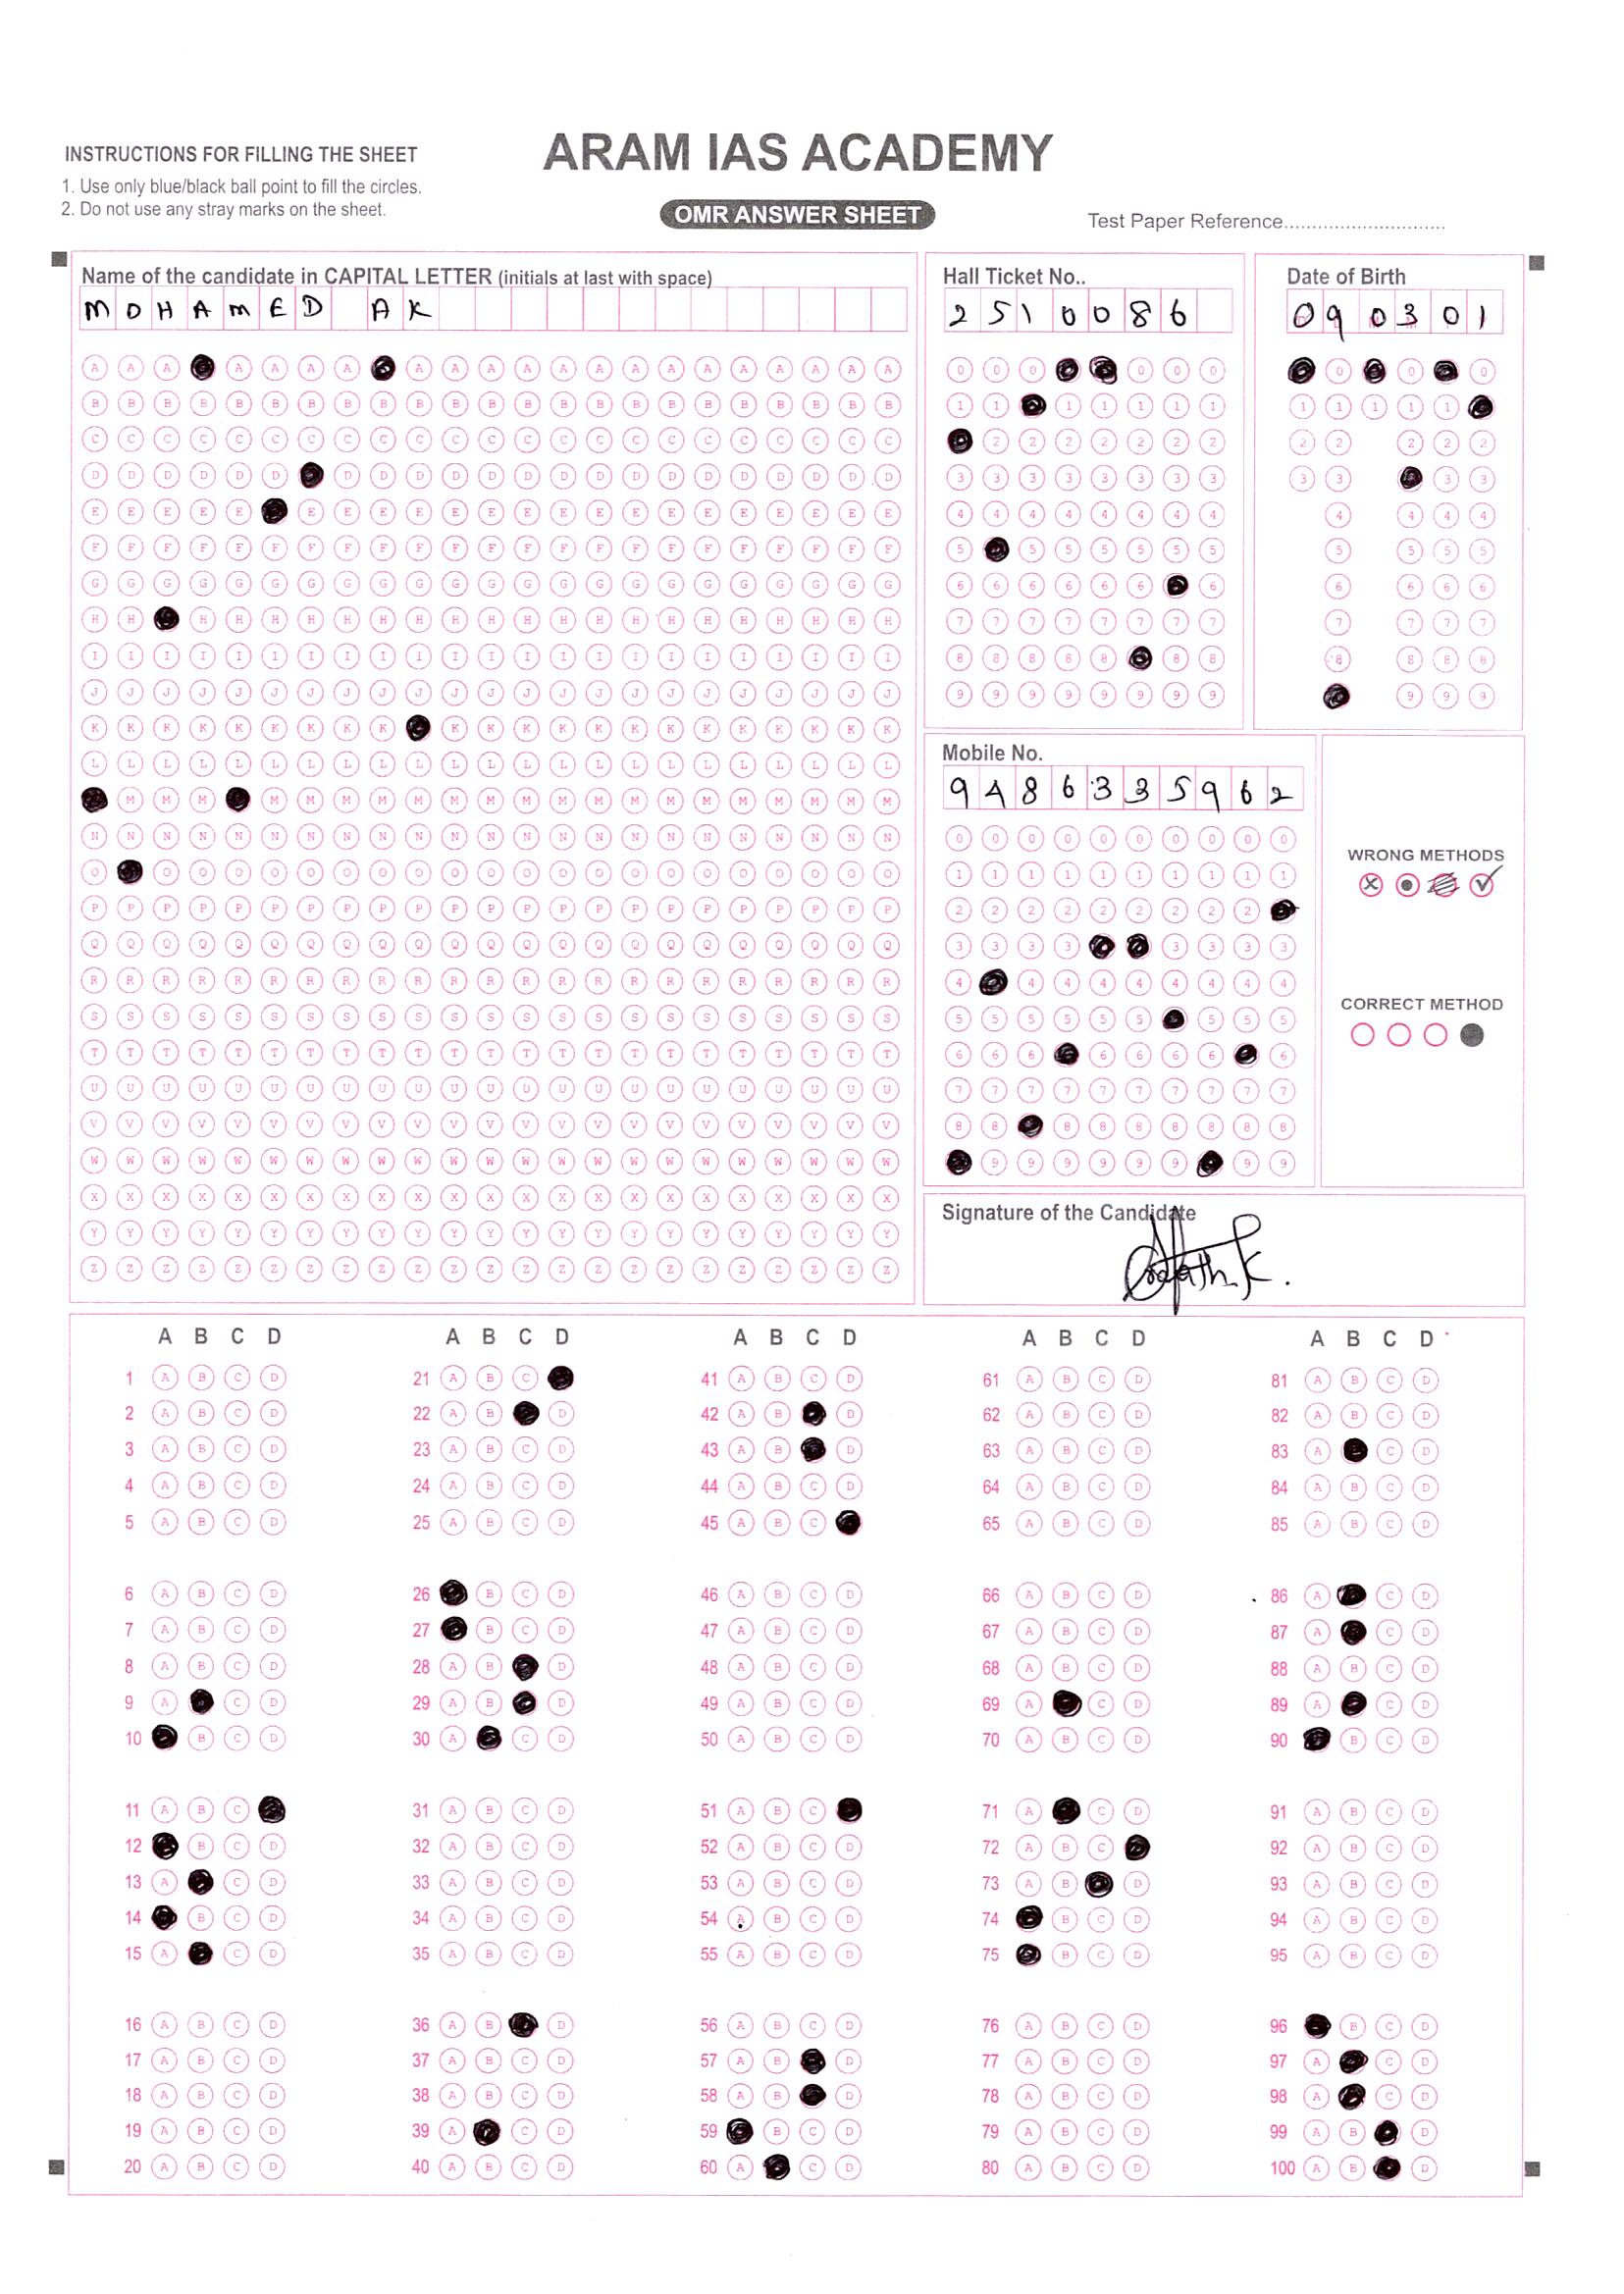 ARAM IAS ACADEMY
INSTRUCTIONS FOR FILLING THE SHEET
1. Use only blue/black ball point to fill the circles.
2. Do not use any stray marks on the sheet.
OMR ANSWER SHEET
Test Paper Reference.............................
Name of the candidate in CAPITAL LETTER (initials at last with space)
MOHAMED AK
Hall Ticket No..
2510086
Date of Birth
090301
Mobile No.
9486335962
WRONG METHODS
CORRECT METHOD
Signature of the Candidate
A B C D A B C D A B C D A B C D A B C D
1 21 41 61 81
2 22 42 62 82
3 23 43 63 83
4 24 44 64 84
5 25 45 65 85
6 26 46 66 86
7 27 47 67 87
8 28 48 68 88
9 29 49 69 89
10 30 50 70 90
11 31 51 71 91
12 32 52 72 92
13 33 53 73 93
14 34 54 74 94
15 35 55 75 95
16 36 56 76 96
17 37 57 77 97
18 38 58 78 98
19 39 59 79 99
20 40 60 80 100